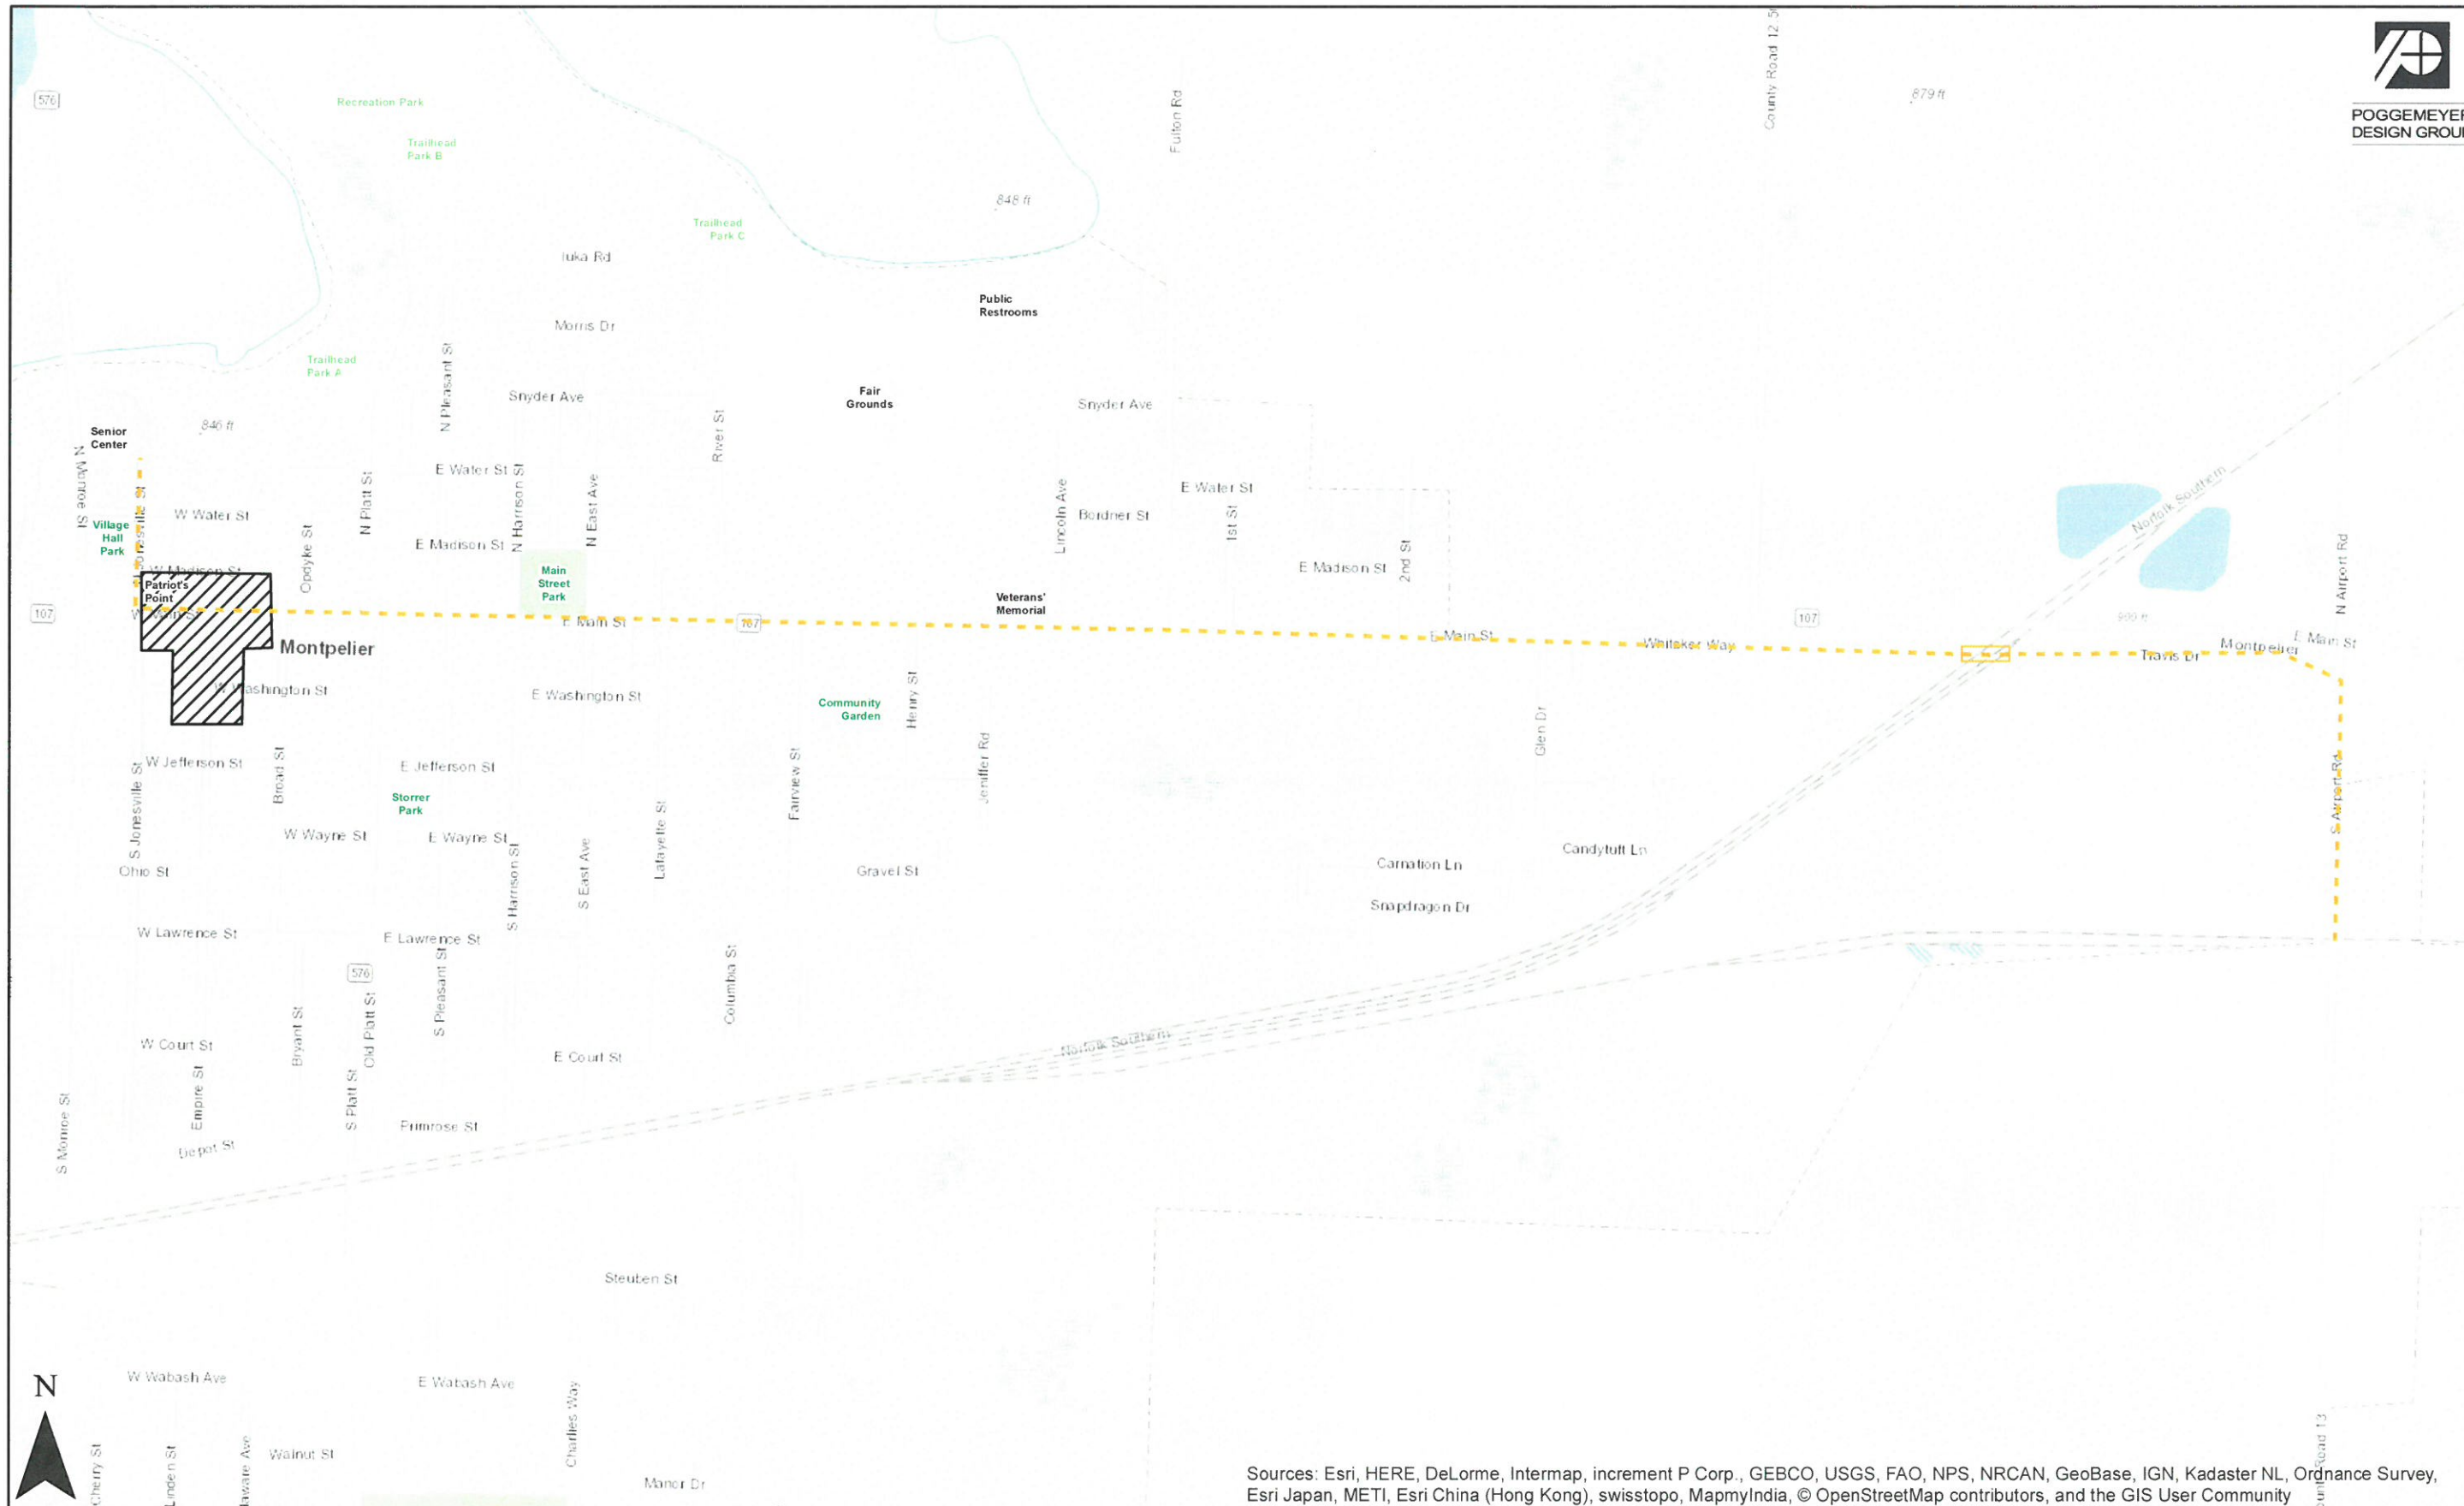 County Road 12.5
POGGEMEYER
DESIGN GROUP
576
Recreation Park
879 ft
Fulton Rd
Trailhead
Park B
848 ft
Trailhead
Park C
Iuka Rd
Public
Restrooms
Morris Dr
Trailhead
Park A
N Pleasant St
Snyder Ave
Fair
Grounds
Snyder Ave
846 ft
Senior
Center
River St
N Monroe St
E Water St
N Harrison St
N East Ave
N Platt St
Lincoln Ave
E Water St
Norfolk Southern
W Water St
Bordner St
1st St
Village
Hall
Park
Opdyke St
E Madison St
2nd St
N Airport Rd
W Madison St
Main
Street
Park
E Madison St
Patriot's
Point
Veterans'
Memorial
107
W Main St
E Main St
107
E Main St
107
Whitaker Way
Travis Dr
Montpelier
E Main St
Montpelier
W Washington St
E Washington St
Community
Garden
Henry St
Glen Dr
S Jonesville St
W Jefferson St
Broad St
E Jefferson St
Fairview St
Jeniffer Rd
S Airport Rd
Storrer
Park
W Wayne St
E Wayne St
Lafayette St
Ohio St
S Harrison St
S East Ave
Gravel St
Carnation Ln
Candytuft Ln
Snapdragon Dr
W Lawrence St
E Lawrence St
576
S Pleasant St
Columbia St
Bryant St
Old Platt St
W Court St
E Court St
Norfolk Southern
S Monroe St
Empire St
S Platt St
Primrose St
Depot St
Steuben St
N
W Wabash Ave
E Wabash Ave
Charlies Way
Cherry St
Linden St
Walnut St
Manor Dr
Sources: Esri, HERE, DeLorme, Intermap, increment P Corp., GEBCO, USGS, FAO, NPS, NRCAN, GeoBase, IGN, Kadaster NL, Ordnance Survey,
Esri Japan, METI, Esri China (Hong Kong), swisstopo, MapmyIndia, © OpenStreetMap contributors, and the GIS User Community